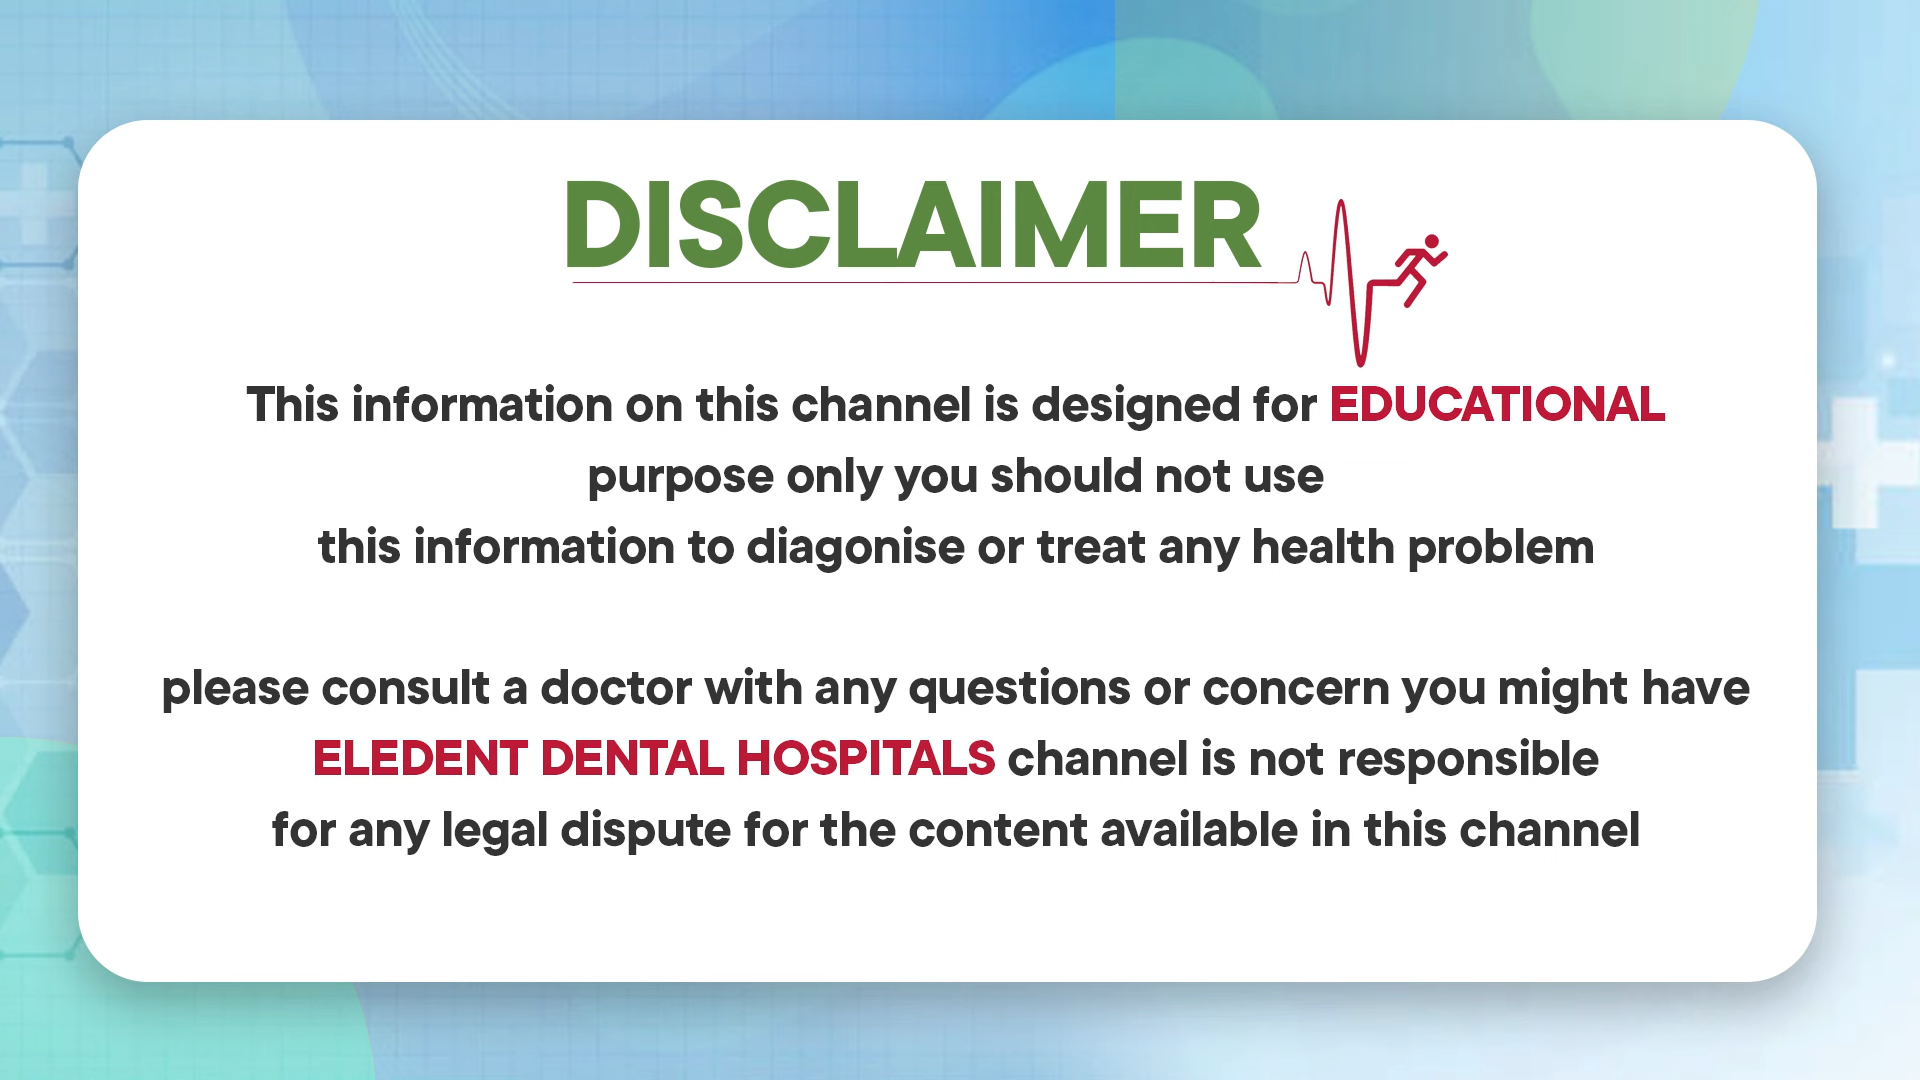 DISCLAIMER
This information on this channel is designed for EDUCATIONAL
purpose only you should not use
this information to diagonise or treat any health problem
please consult a doctor with any questions or concern you might have
ELEDENT DENTAL HOSPITALS channel is not responsible
for any legal dispute for the content available in this channel